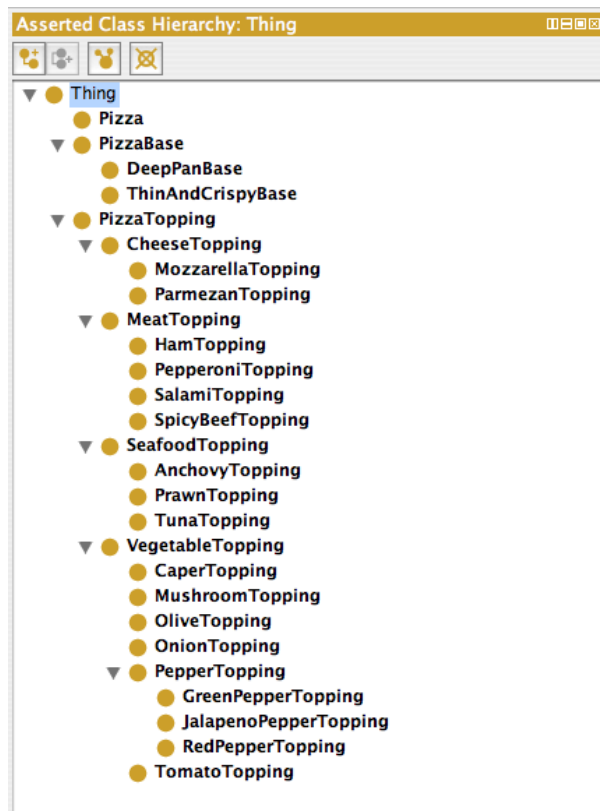 Asserted Class Hierarchy: Thing
Thing
Pizza
PizzaBase
DeepPanBase
ThinAndCrispyBase
PizzaTopping
CheeseTopping
MozzarellaTopping
ParmezanTopping
MeatTopping
HamTopping
PepperoniTopping
SalamiTopping
SpicyBeefTopping
SeafoodTopping
AnchovyTopping
PrawnTopping
TunaTopping
VegetableTopping
CaperTopping
MushroomTopping
OliveTopping
OnionTopping
PepperTopping
GreenPepperTopping
JalapenoPepperTopping
RedPepperTopping
TomatoTopping